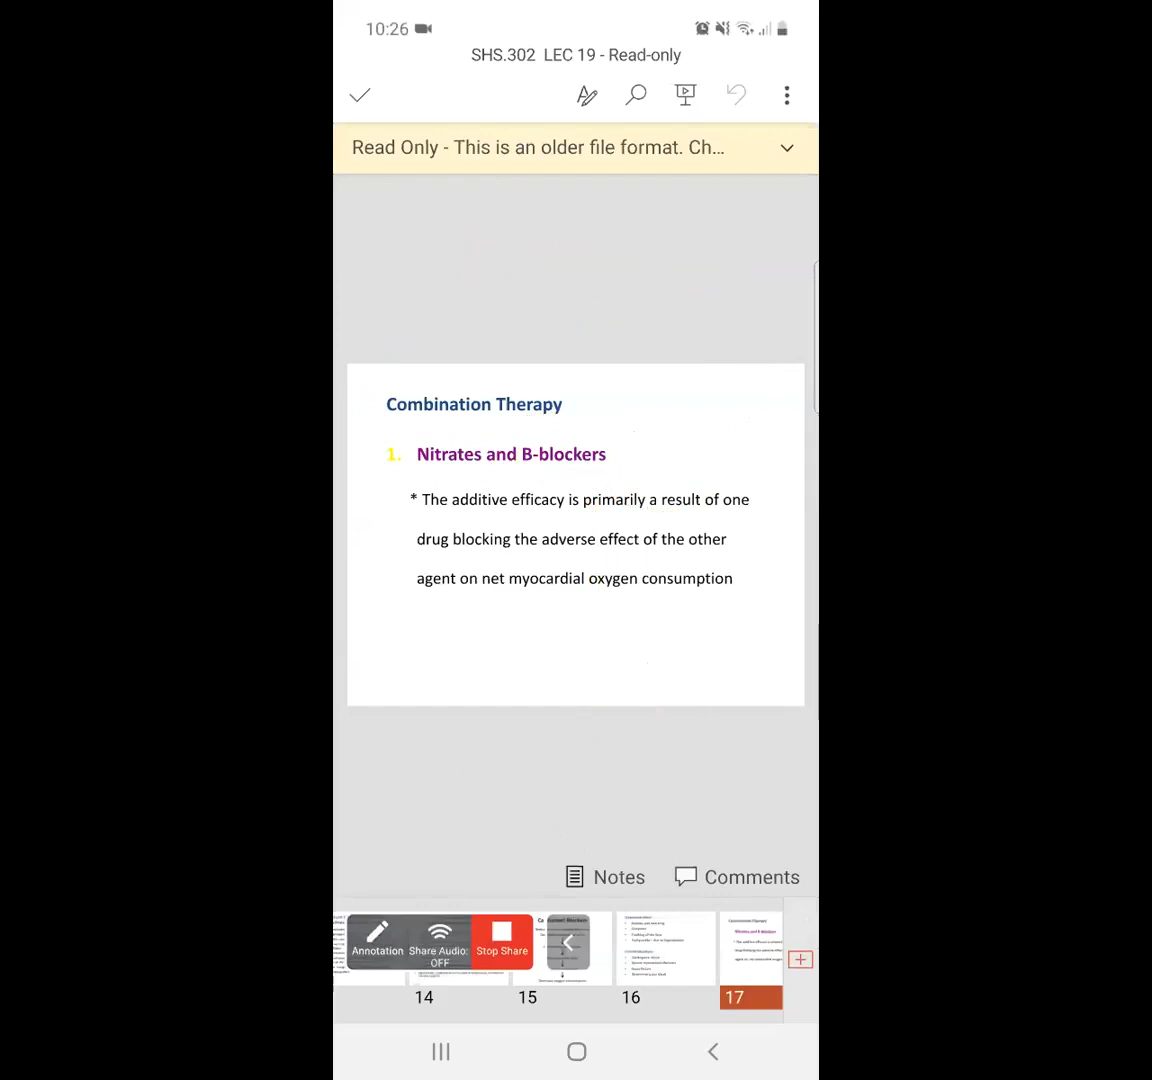 10:26
SHS.302 LEC 19 - Read-only
Read Only - This is an older file format. Ch...
Combination Therapy
1. Nitrates and B-blockers
* The additive efficacy is primarily a result of one
drug blocking the adverse effect of the other
agent on net myocardial oxygen consumption
Notes
Comments
Annotation
Share Audio: OFF
Stop Share
14
15
16
17